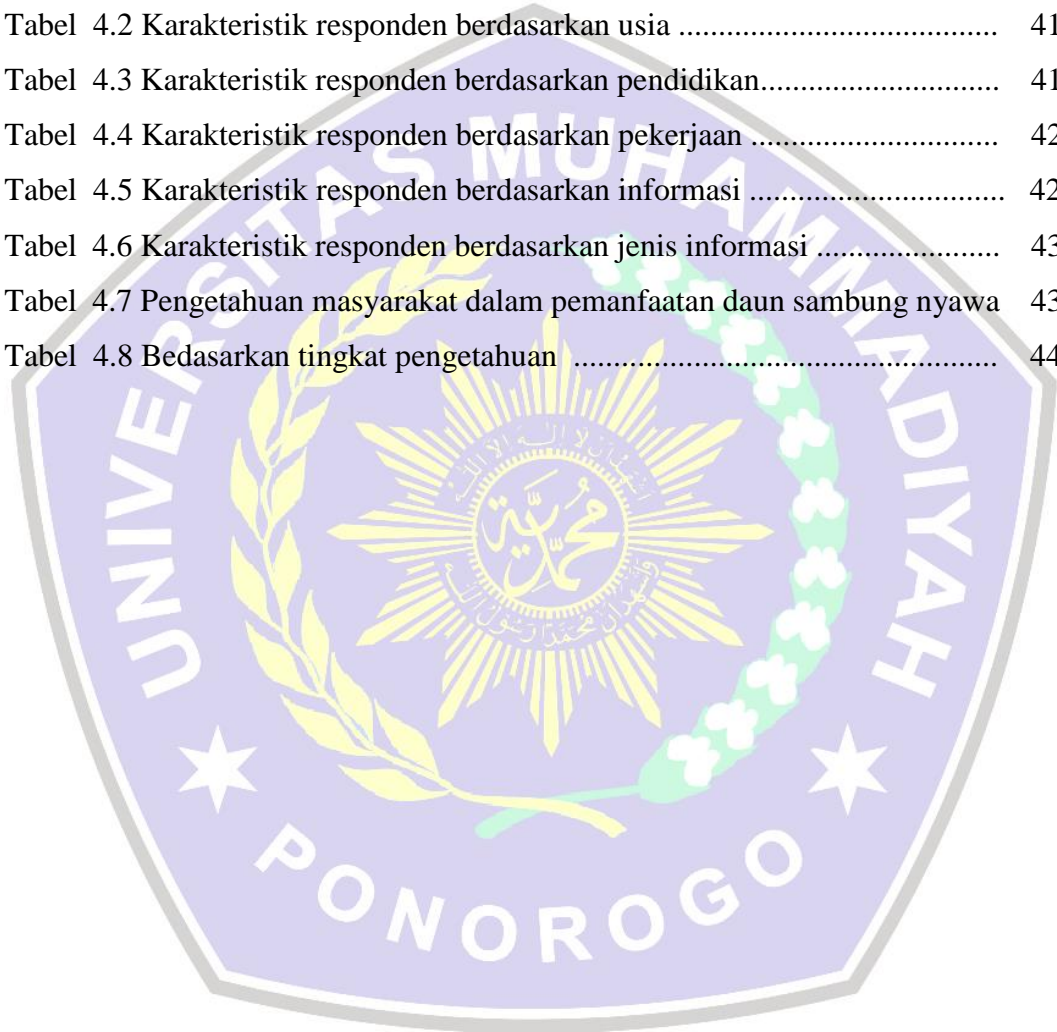 Tabel 4.2 Karakteristik responden berdasarkan usia ........................................ 41
Tabel 4.3 Karakteristik responden berdasarkan pendidikan.............................. 41
Tabel 4.4 Karakteristik responden berdasarkan pekerjaan ............................... 42
Tabel 4.5 Karakteristik responden berdasarkan informasi ................................ 42
Tabel 4.6 Karakteristik responden berdasarkan jenis informasi ....................... 43
Tabel 4.7 Pengetahuan masyarakat dalam pemanfaatan daun sambung nyawa 43
Tabel 4.8 Bedasarkan tingkat pengetahuan ..................................................... 44
UNIVERSITAS MUHAMMADIYAH
PONOROGO
محمدية